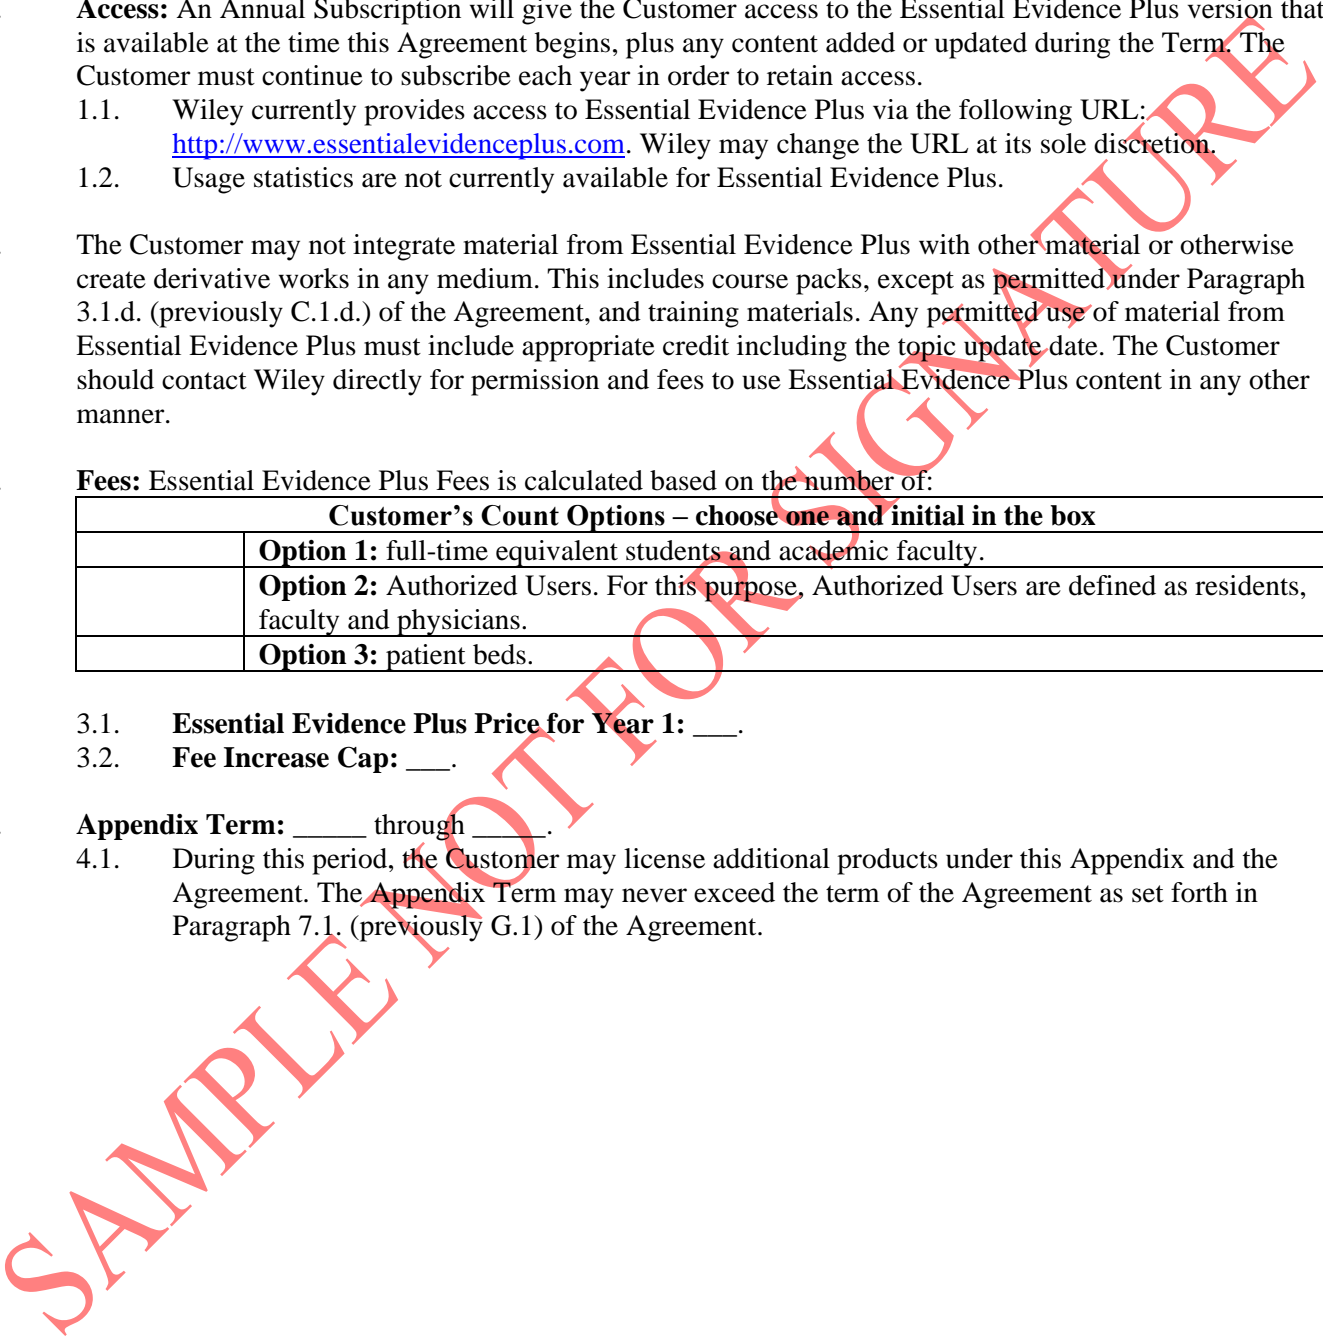 Access: An Annual Subscription will give the Customer access to the Essential Evidence Plus version that
is available at the time this Agreement begins, plus any content added or updated during the Term. The
Customer must continue to subscribe each year in order to retain access.
1.1. Wiley currently provides access to Essential Evidence Plus via the following URL:
http://www.essentialevidenceplus.com. Wiley may change the URL at its sole discretion.
1.2. Usage statistics are not currently available for Essential Evidence Plus.
The Customer may not integrate material from Essential Evidence Plus with other material or otherwise
create derivative works in any medium. This includes course packs, except as permitted under Paragraph
3.1.d. (previously C.1.d.) of the Agreement, and training materials. Any permitted use of material from
Essential Evidence Plus must include appropriate credit including the topic update date. The Customer
should contact Wiley directly for permission and fees to use Essential Evidence Plus content in any other
manner.
Fees: Essential Evidence Plus Fees is calculated based on the number of:
Customer’s Count Options – choose one and initial in the box
Option 1: full-time equivalent students and academic faculty.
Option 2: Authorized Users. For this purpose, Authorized Users are defined as residents,
faculty and physicians.
Option 3: patient beds.
3.1. Essential Evidence Plus Price for Year 1: ___.
3.2. Fee Increase Cap: ___.
Appendix Term: _____ through _____.
4.1. During this period, the Customer may license additional products under this Appendix and the
Agreement. The Appendix Term may never exceed the term of the Agreement as set forth in
Paragraph 7.1. (previously G.1) of the Agreement.
SAMPLE NOT FOR SIGNATURE